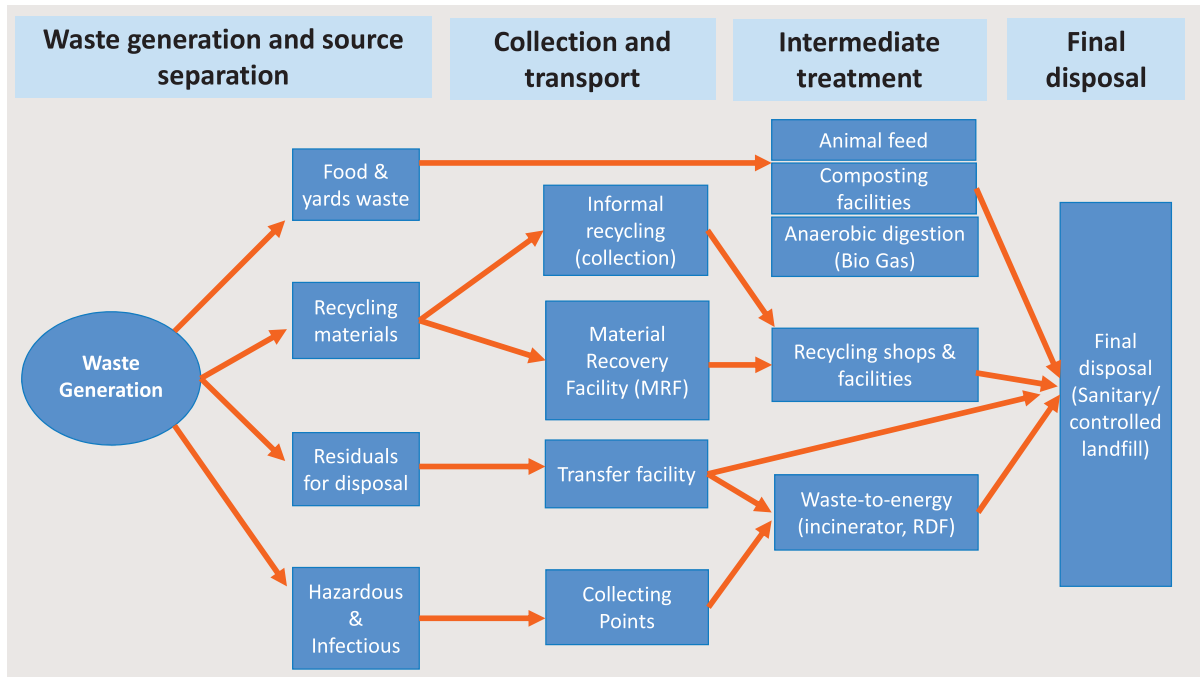 Waste generation and source
separation
Collection and
transport
Intermediate
treatment
Final
disposal
Waste
Generation
Food &
yards waste
Recycling
materials
Residuals
for disposal
Hazardous
&
Infectious
Informal
recycling
(collection)
Material
Recovery
Facility (MRF)
Transfer facility
Collecting
Points
Animal feed
Composting
facilities
Anaerobic digestion
(Bio Gas)
Recycling shops &
facilities
Waste-to-energy
(incinerator, RDF)
Final
disposal
(Sanitary/
controlled
landfill)